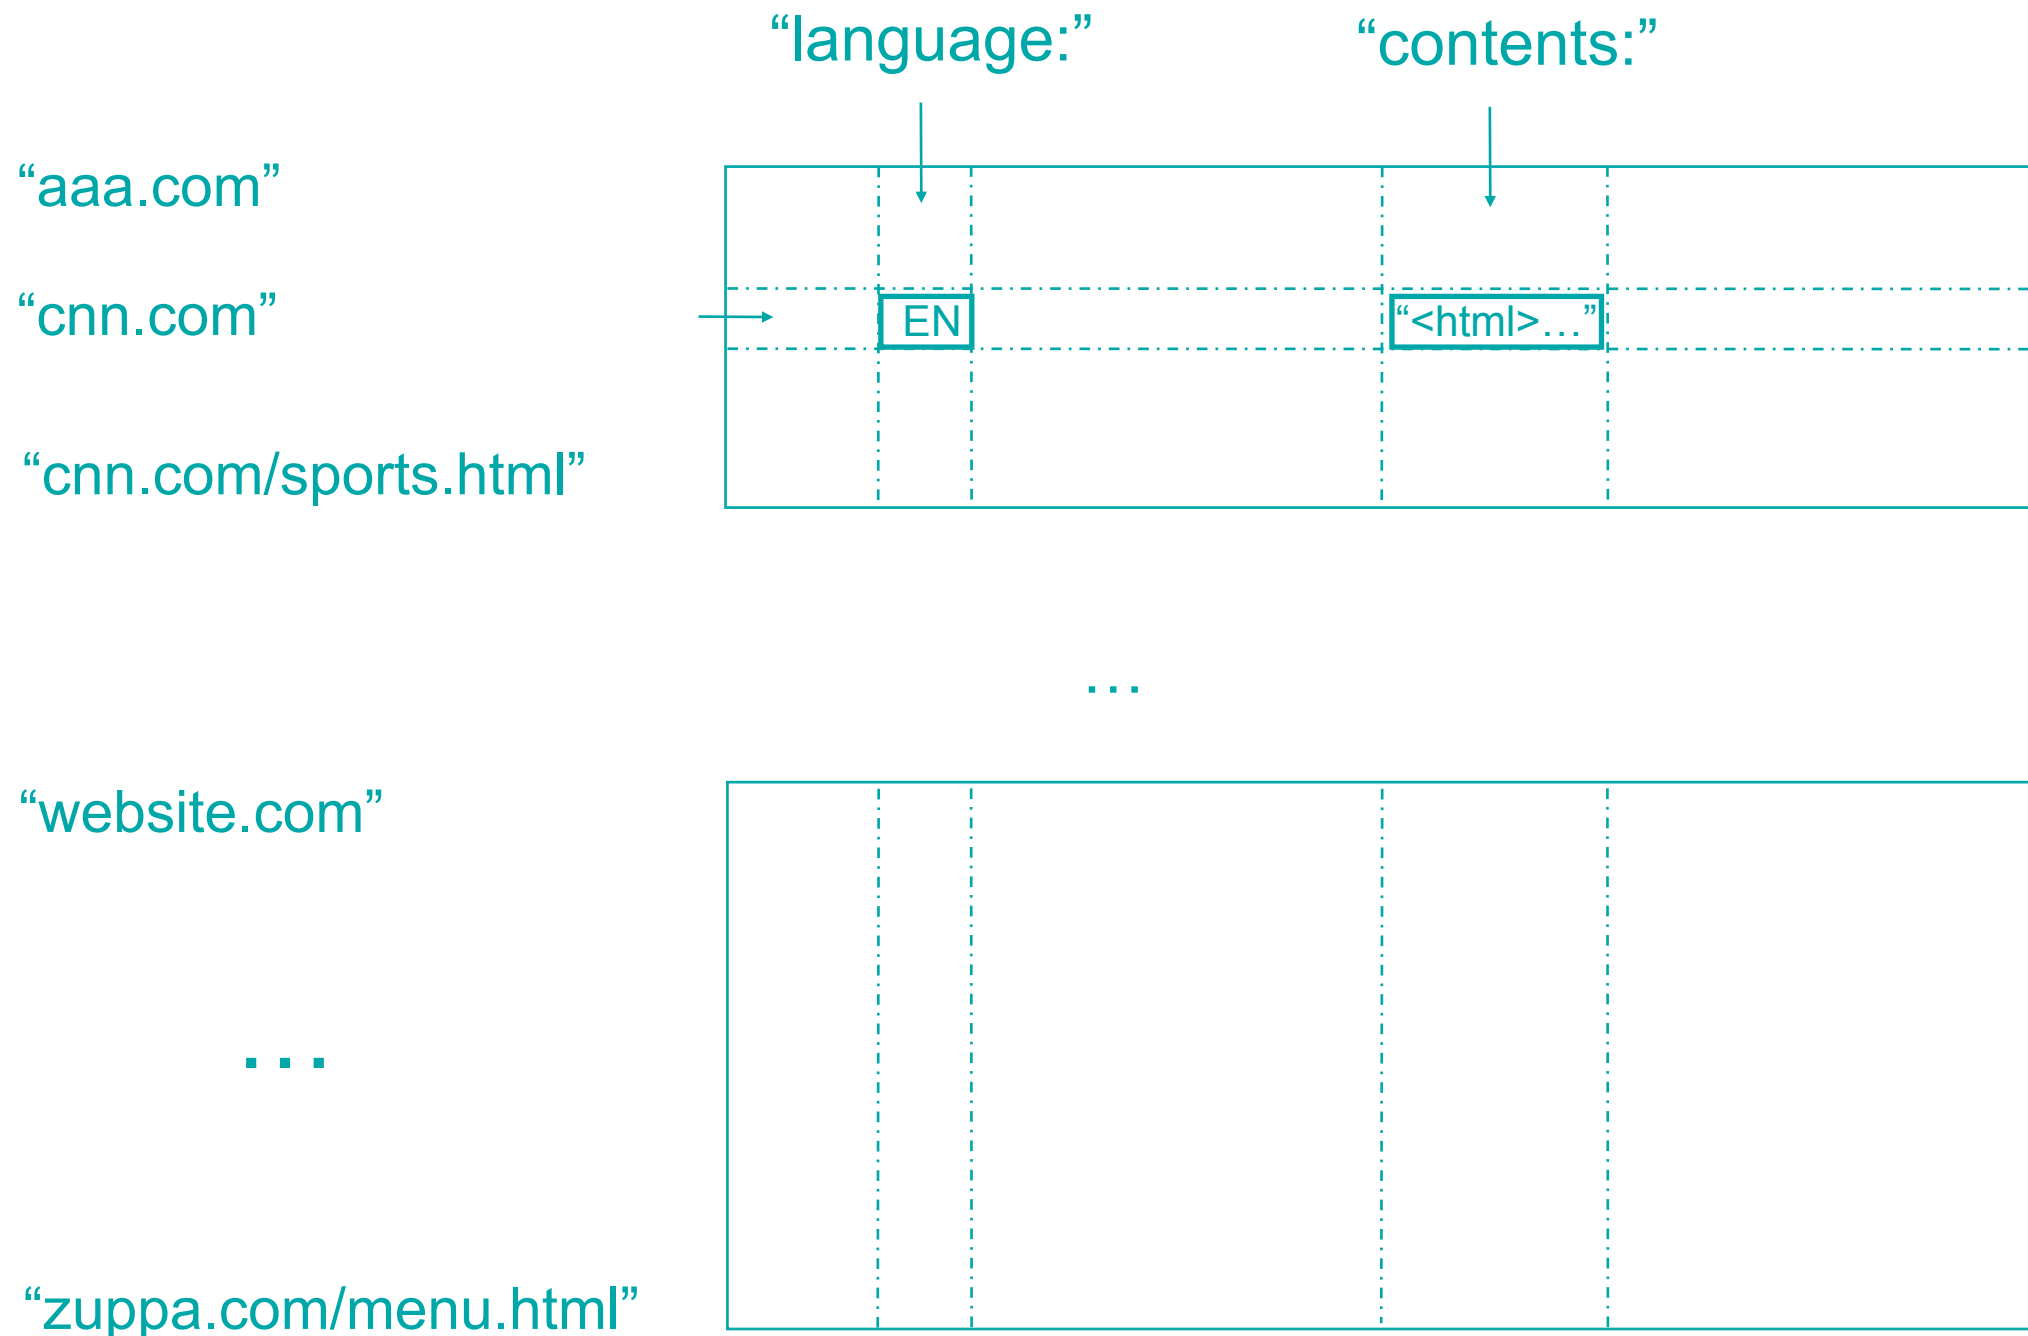 “language:” “contents:”
“aaa.com”
“cnn.com” EN “<html>…”
“cnn.com/sports.html”
…
“website.com”
…
“zuppa.com/menu.html”